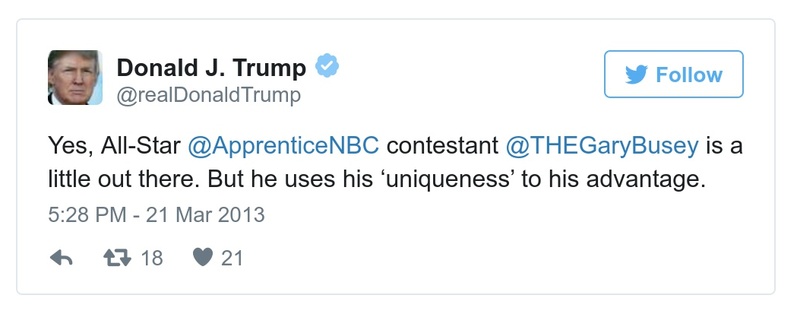 Donald J. Trump
@realDonaldTrump
Follow
Yes, All-Star @ApprenticeNBC contestant @THEGaryBusey is a
little out there. But he uses his ‘uniqueness’ to his advantage.
5:28 PM - 21 Mar 2013
18 21